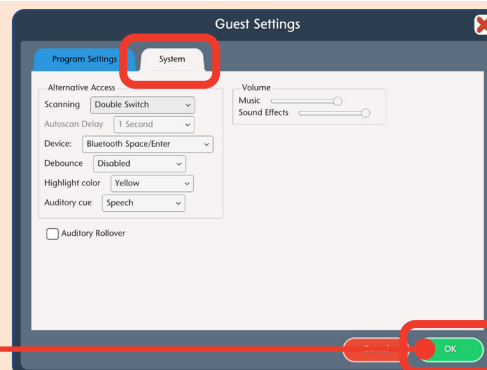 Guest Settings
Program Settings
System
Alternative Access
Scanning Double Switch
Autoscan Delay 1 Second
Device: Bluetooth Space/Enter
Debounce Disabled
Highlight color Yellow
Auditory cue Speech
Auditory Rollover
Volume
Music
Sound Effects
OK